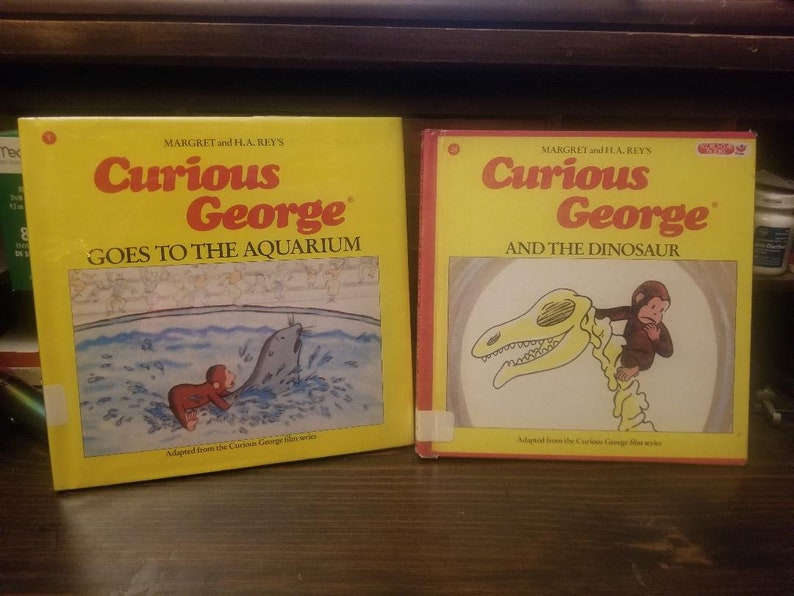 MARGRET and H.A. REY'S
Curious
George®
GOES TO THE AQUARIUM
Adapted from the Curious George film series
MARGRET and H.A. REY'S
Curious
George®
AND THE DINOSAUR
Adapted from the Curious George film series